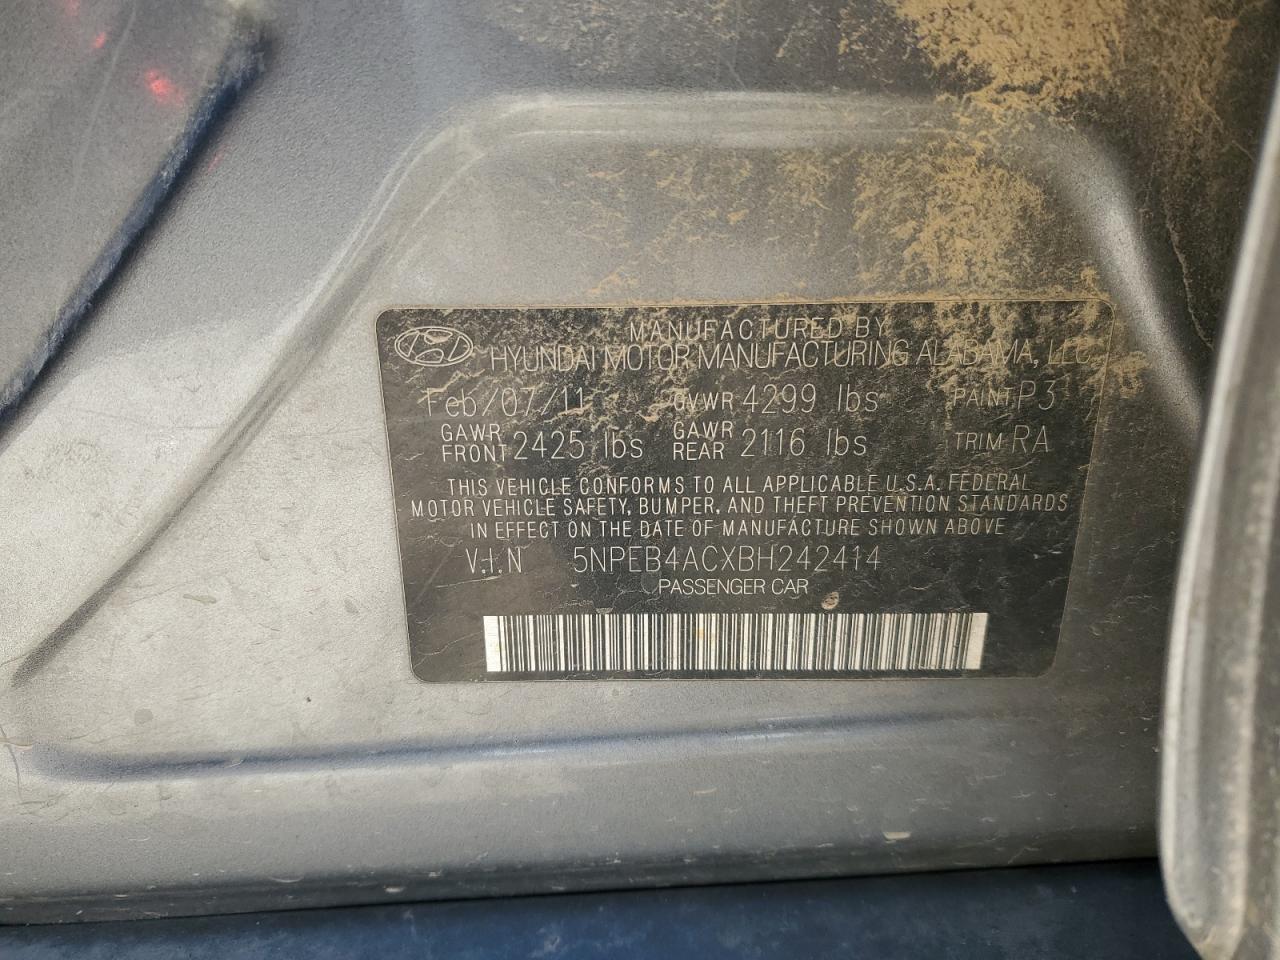 MANUFACTURED BY
HYUNDAI MOTOR MANUFACTURING ALABAMA, LLC
Feb/07/11 GVWR 4299 lbs PAINT P3
GAWR FRONT 2425 lbs GAWR REAR 2116 lbs TRIM RA
THIS VEHICLE CONFORMS TO ALL APPLICABLE U.S.A. FEDERAL
MOTOR VEHICLE SAFETY, BUMPER, AND THEFT PREVENTION STANDARDS
IN EFFECT ON THE DATE OF MANUFACTURE SHOWN ABOVE
V.I.N 5NPEB4ACXBH242414
PASSENGER CAR